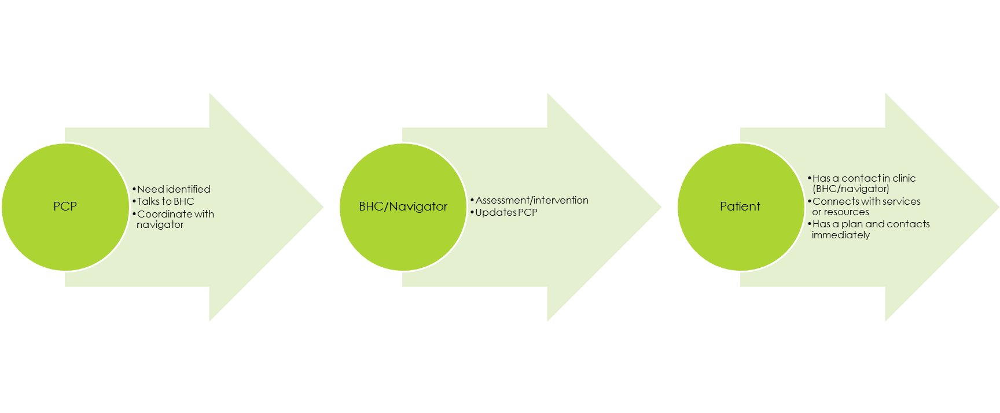 PCP
•Need identified
•Talks to BHC
•Coordinate with
navigator
BHC/Navigator
•Assessment/intervention
•Updates PCP
Patient
•Has a contact in clinic
(BHC/navigator)
•Connects with services
or resources
•Has a plan and contacts
immediately